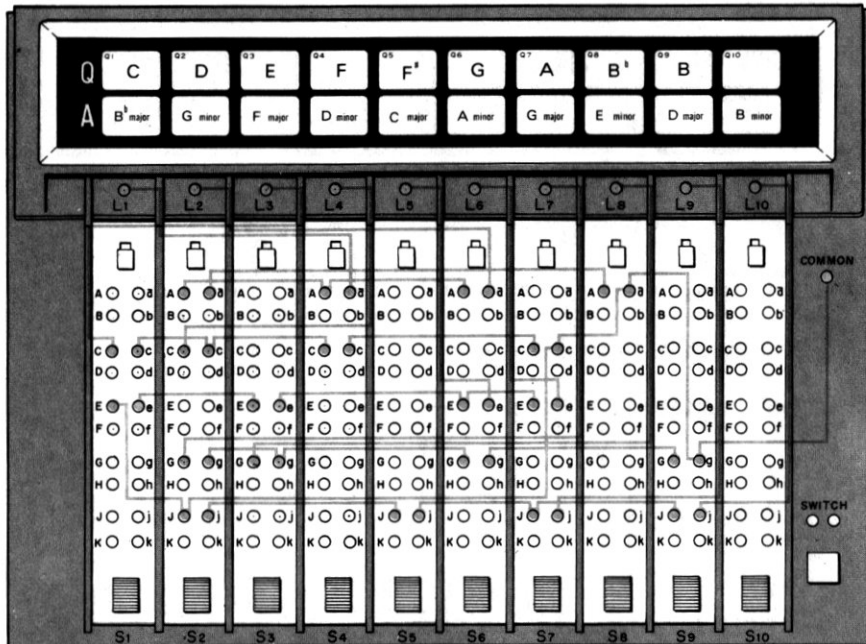 Q Q1 C Q2 D Q3 E Q4 F Q5 F# Q6 G Q7 A Q8 Bb Q9 B Q10
A Bb major G minor F major D minor C major A minor G major E minor D major B minor
L1 L2 L3 L4 L5 L6 L7 L8 L9 L10
COMMON
A a A a A a A a A a A a A a A a A a A a
B b B b B b B b B b B b B b B b B b B b
C c C c C c C c C c C c C c C c C c C c
D d D d D d D d D d D d D d D d D d D d
E e E e E e E e E e E e E e E e E e E e
F f F f F f F f F f F f F f F f F f F f
G g G g G g G g G g G g G g G g G g G g
H h H h H h H h H h H h H h H h H h H h
SWITCH
J j J j J j J j J j J j J j J j J j J j
K k K k K k K k K k K k K k K k K k K k
S1 S2 S3 S4 S5 S6 S7 S8 S9 S10